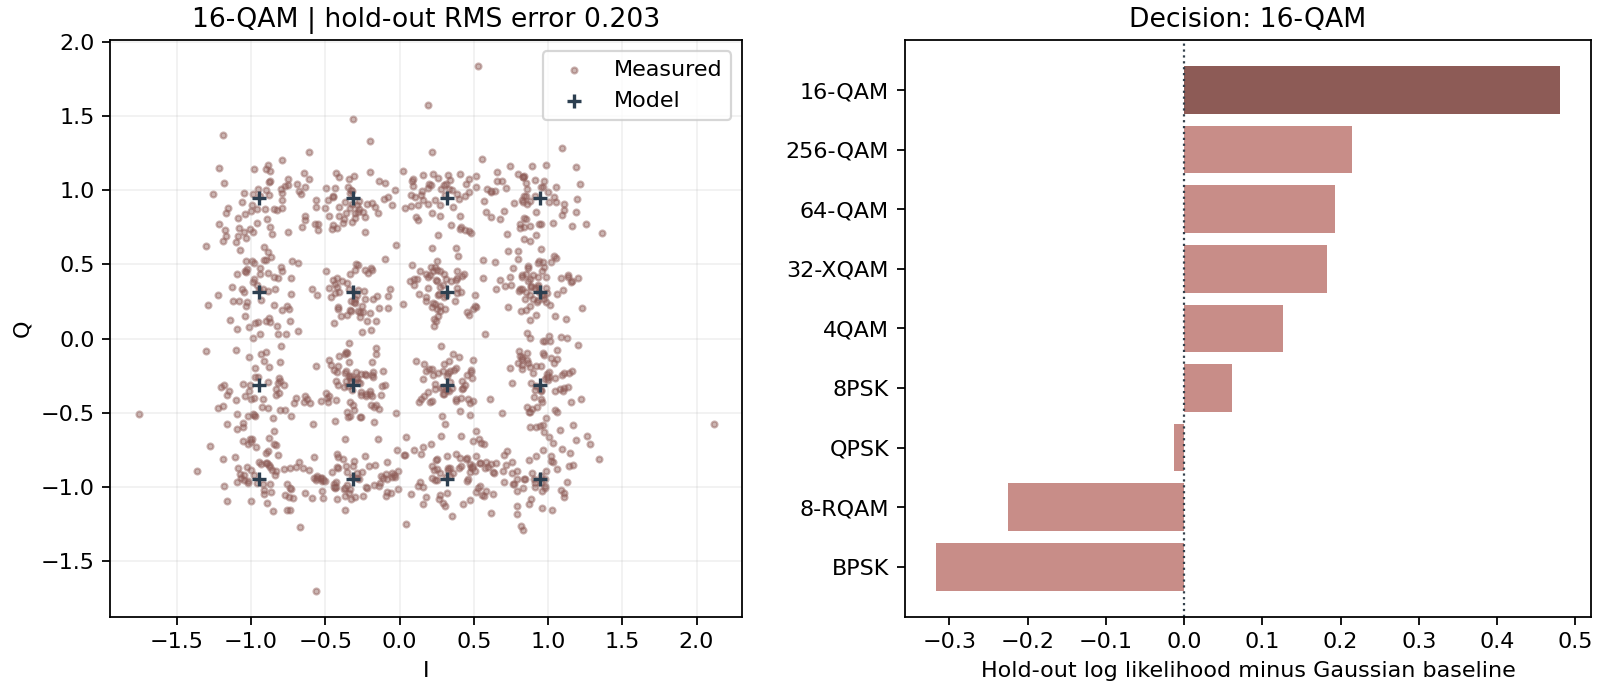 16-QAM | hold-out RMS error 0.203
2.0
1.5
1.0
0.5
0.0
−0.5
−1.0
−1.5
Q
Measured
Model
−1.5
−1.0
−0.5
0.0
0.5
1.0
1.5
2.0
I
Decision: 16-QAM
16-QAM
256-QAM
64-QAM
32-XQAM
4QAM
8PSK
QPSK
8-RQAM
BPSK
−0.3
−0.2
−0.1
0.0
0.1
0.2
0.3
0.4
0.5
Hold-out log likelihood minus Gaussian baseline